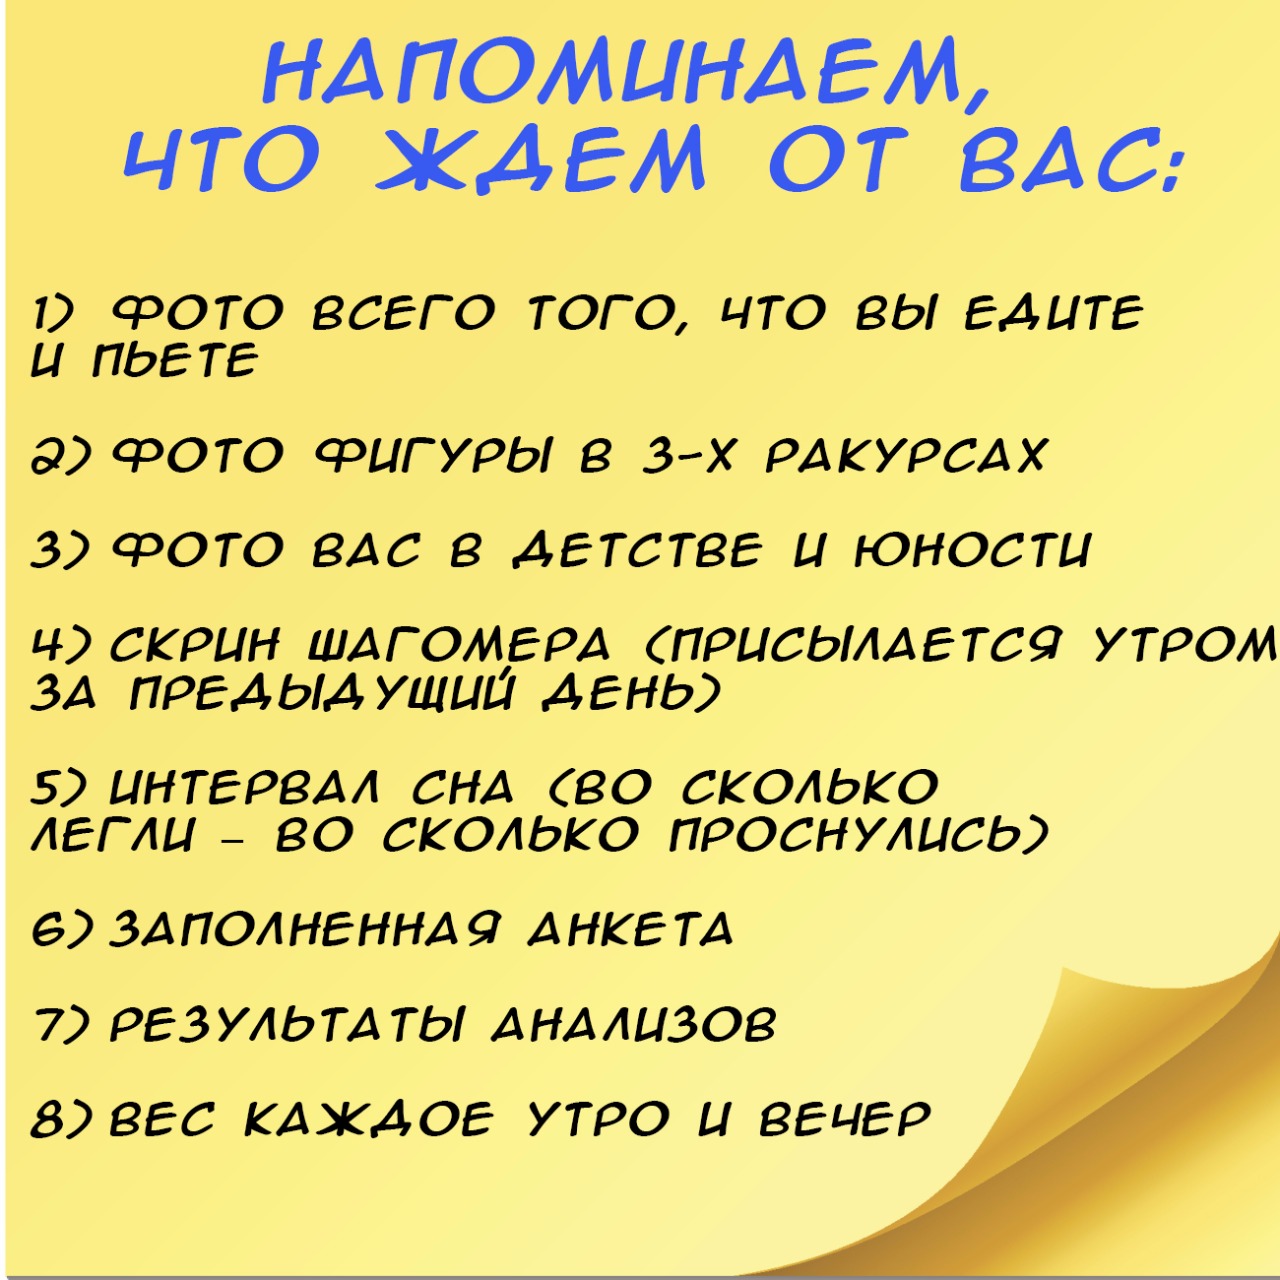 НАПОМИНАЕМ,
ЧТО ЖДЕМ ОТ ВАС:
1) ФОТО ВСЕГО ТОГО, ЧТО ВЫ ЕДИТЕ
И ПЬЕТЕ
2) ФОТО ФИГУРЫ В 3-Х РАКУРСАХ
3) ФОТО ВАС В ДЕТСТВЕ И ЮНОСТИ
4) СКРИН ШАГОМЕРА (ПРИСЫЛАЕТСЯ УТРОМ
ЗА ПРЕДЫДУЩИЙ ДЕНЬ)
5) ИНТЕРВАЛ СНА (ВО СКОЛЬКО
ЛЕГЛИ – ВО СКОЛЬКО ПРОСНУЛИСЬ)
6) ЗАПОЛНЕННАЯ АНКЕТА
7) РЕЗУЛЬТАТЫ АНАЛИЗОВ
8) ВЕС КАЖДОЕ УТРО И ВЕЧЕР